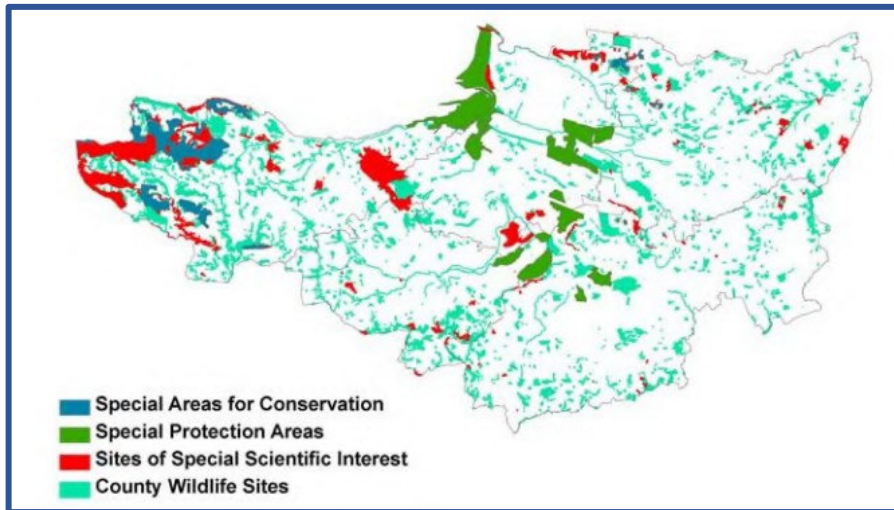 Special Areas for Conservation
Special Protection Areas
Sites of Special Scientific Interest
County Wildlife Sites